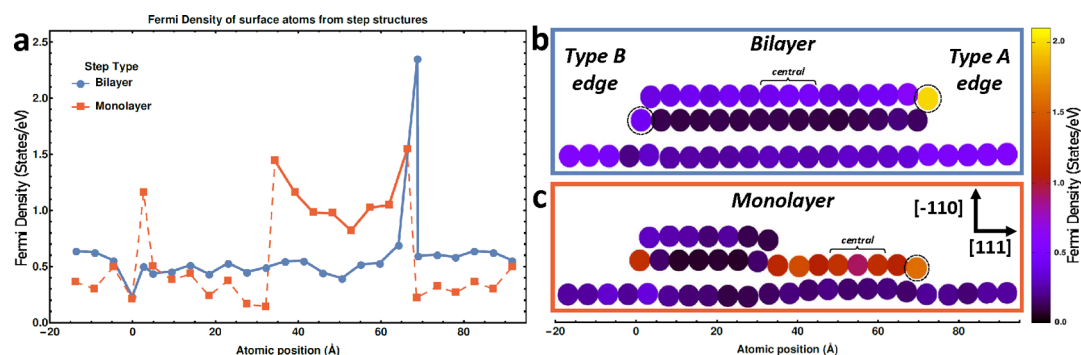 Fermi Density of surface atoms from step structures
a
Fermi Density (States/eV)
2.5
2.0
1.5
1.0
0.5
0.0
Step Type
Bilayer
Monolayer
-20
0
20
40
60
80
Atomic position (Å)
b
Bilayer
Type B
edge
Type A
edge
central
c
Monolayer
central
[-110]
[111]
-20
0
20
40
60
80
Atomic position (Å)
2.0
1.5
1.0
0.5
0.0
Fermi Density (States/eV)